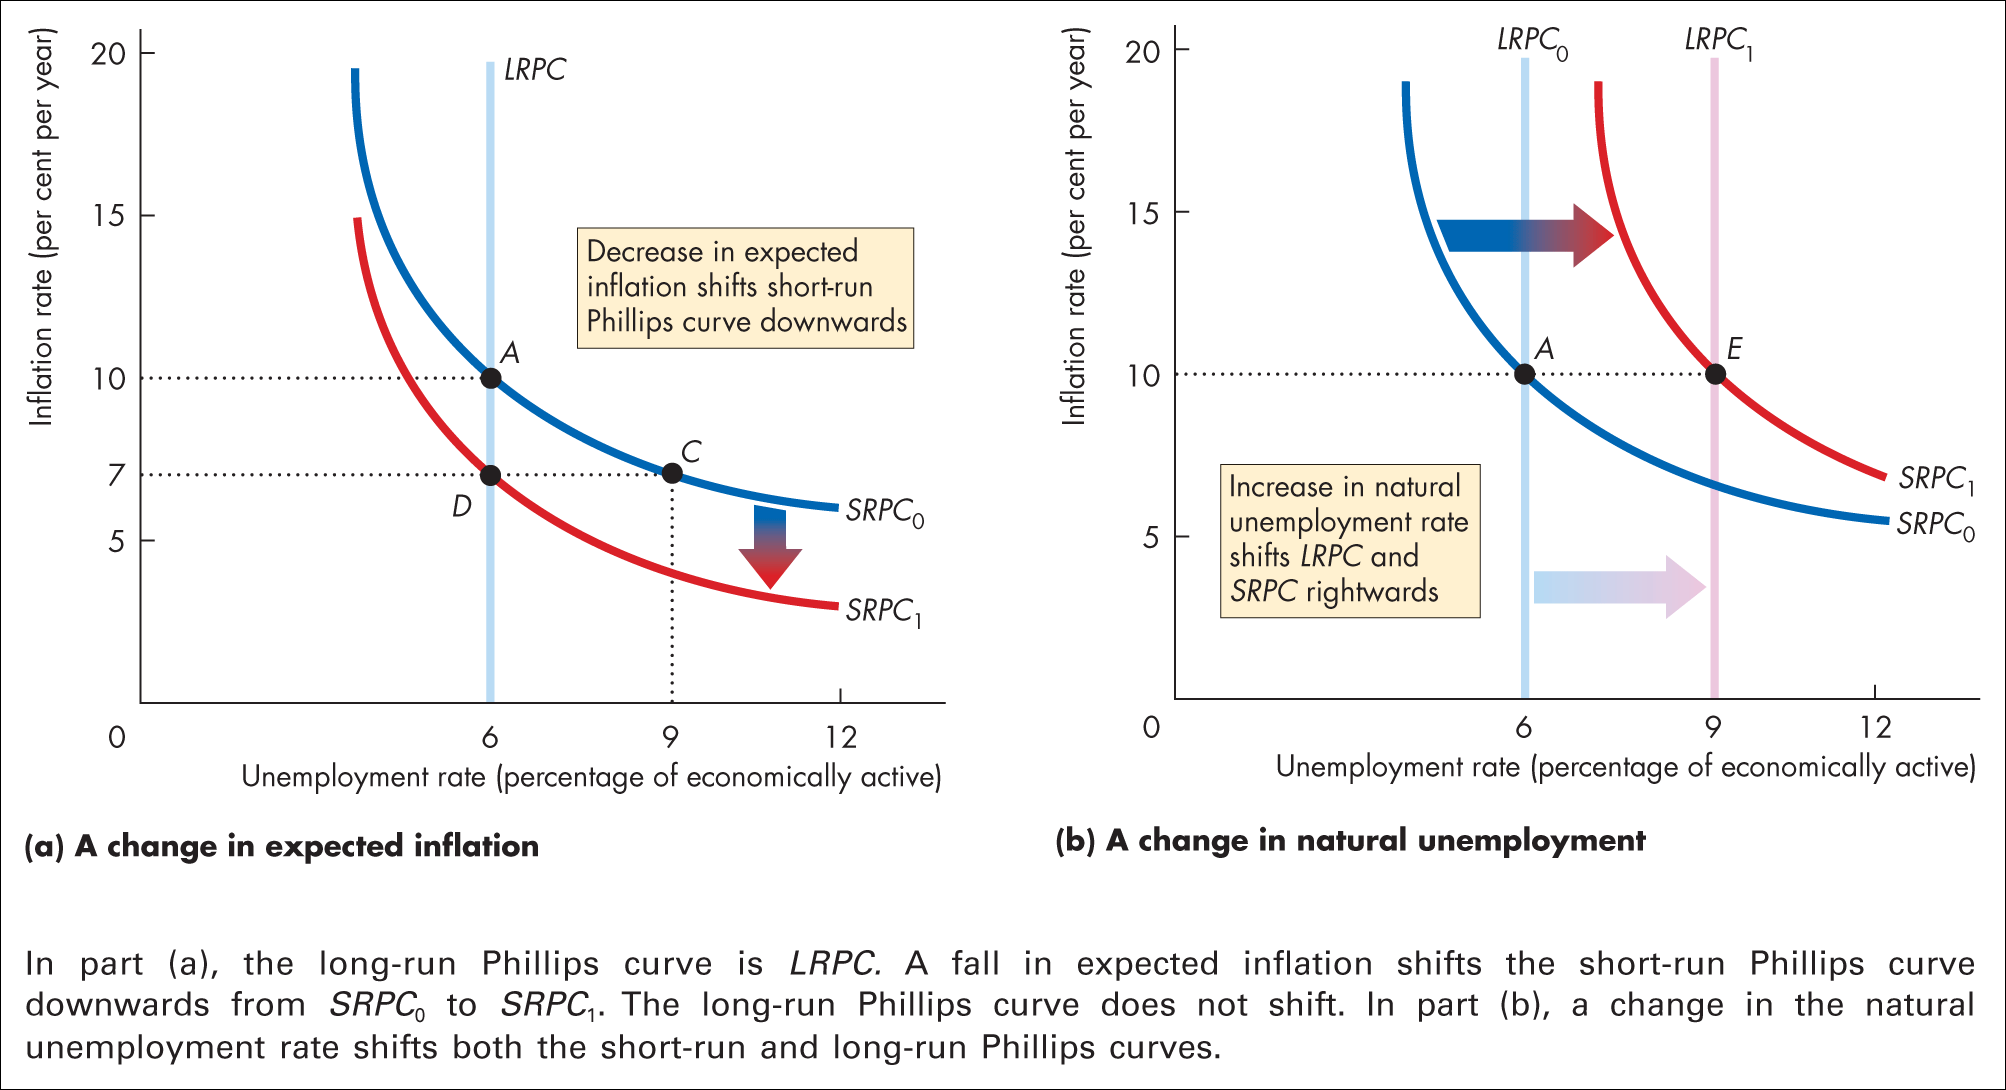 Inflation rate (per cent per year)
20
15
10
7
5
0
6
9
12
LRPC
A
C
D
Decrease in expected
inflation shifts short-run
Phillips curve downwards
SRPC0
SRPC1
Unemployment rate (percentage of economically active)
(a) A change in expected inflation
Inflation rate (per cent per year)
20
15
10
5
0
6
9
12
LRPC0
LRPC1
A
E
Increase in natural
unemployment rate
shifts LRPC and
SRPC rightwards
SRPC1
SRPC0
Unemployment rate (percentage of economically active)
(b) A change in natural unemployment
In part (a), the long-run Phillips curve is LRPC. A fall in expected inflation shifts the short-run Phillips curve
downwards from SRPC0 to SRPC1. The long-run Phillips curve does not shift. In part (b), a change in the natural
unemployment rate shifts both the short-run and long-run Phillips curves.